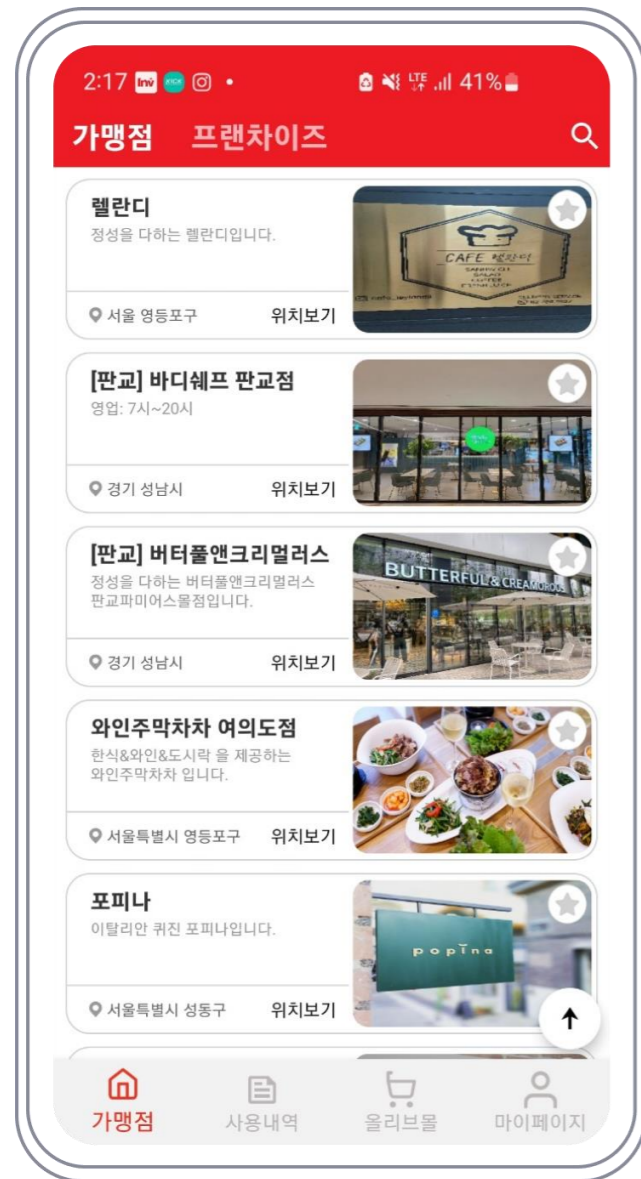 2:17
LTE
41%
가맹점 프랜차이즈
렐란디
정성을 다하는 렐란디입니다.
서울 영등포구 위치보기
CAFE 렐란디
[판교] 바디쉐프 판교점
영업: 7시~20시
경기 성남시 위치보기
[판교] 버터풀앤크리멀러스
정성을 다하는 버터풀앤크리멀러스
판교파미어스몰점입니다.
경기 성남시 위치보기
BUTTERFUL & CREAMOROUS
와인주막차차 여의도점
한식&와인&도시락 을 제공하는
와인주막차차 입니다.
서울특별시 영등포구 위치보기
포피나
이탈리안 퀴진 포피나입니다.
서울특별시 성동구 위치보기
popīna
가맹점 사용내역 올리브몰 마이페이지